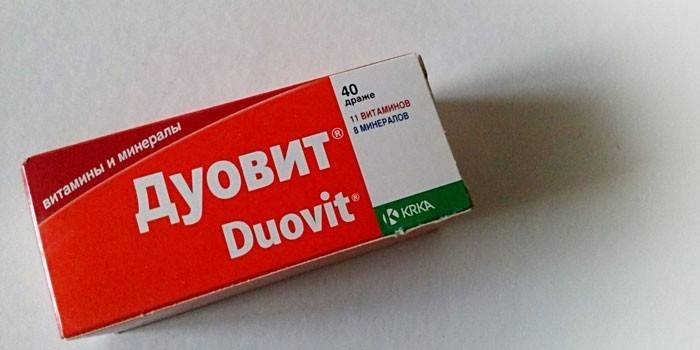 витамины и минералы
Дуовит®
Duovit®
40
драже
11 ВИТАМИНОВ
8 МИНЕРАЛОВ
KRKA